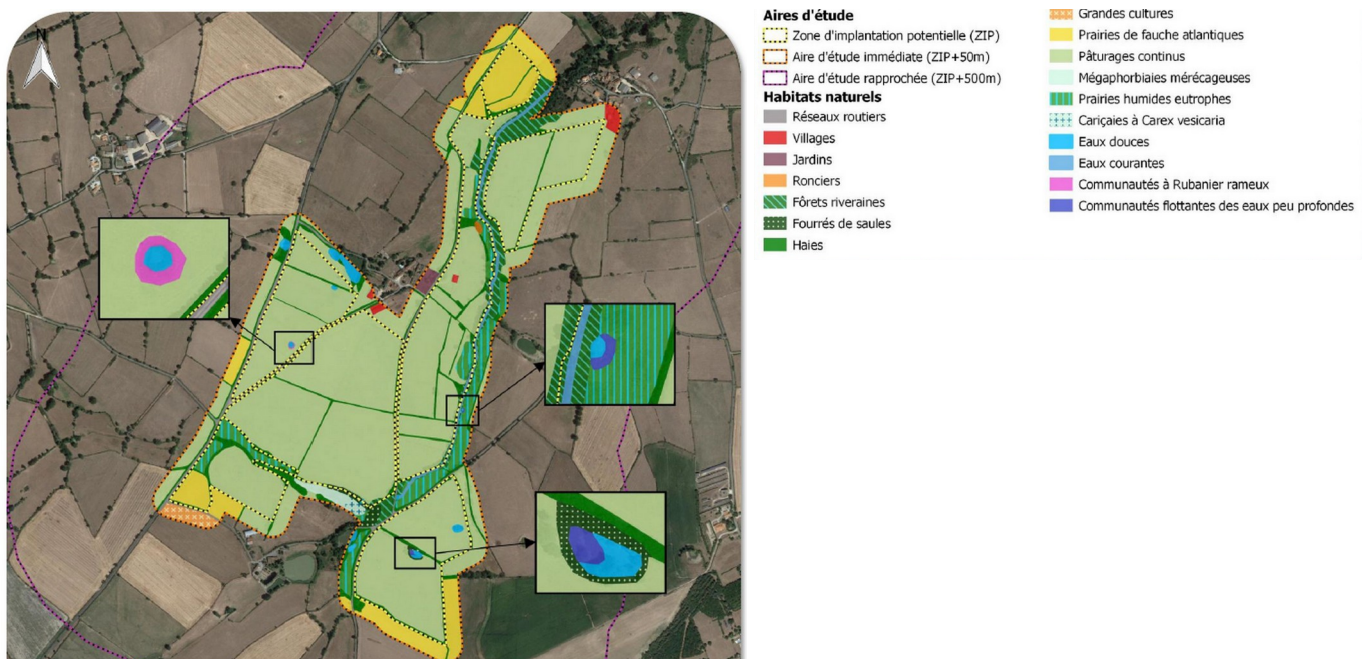 N
Aires d'étude
Zone d'implantation potentielle (ZIP)
Aire d'étude immédiate (ZIP+50m)
Aire d'étude rapprochée (ZIP+500m)
Habitats naturels
Réseaux routiers
Villages
Jardins
Ronciers
Fôrets riveraines
Fourrés de saules
Haies
Grandes cultures
Prairies de fauche atlantiques
Pâturages continus
Mégaphorbiaies mérécageuses
Prairies humides eutrophes
Cariçaies à Carex vesicaria
Eaux douces
Eaux courantes
Communautés à Rubanier rameux
Communautés flottantes des eaux peu profondes